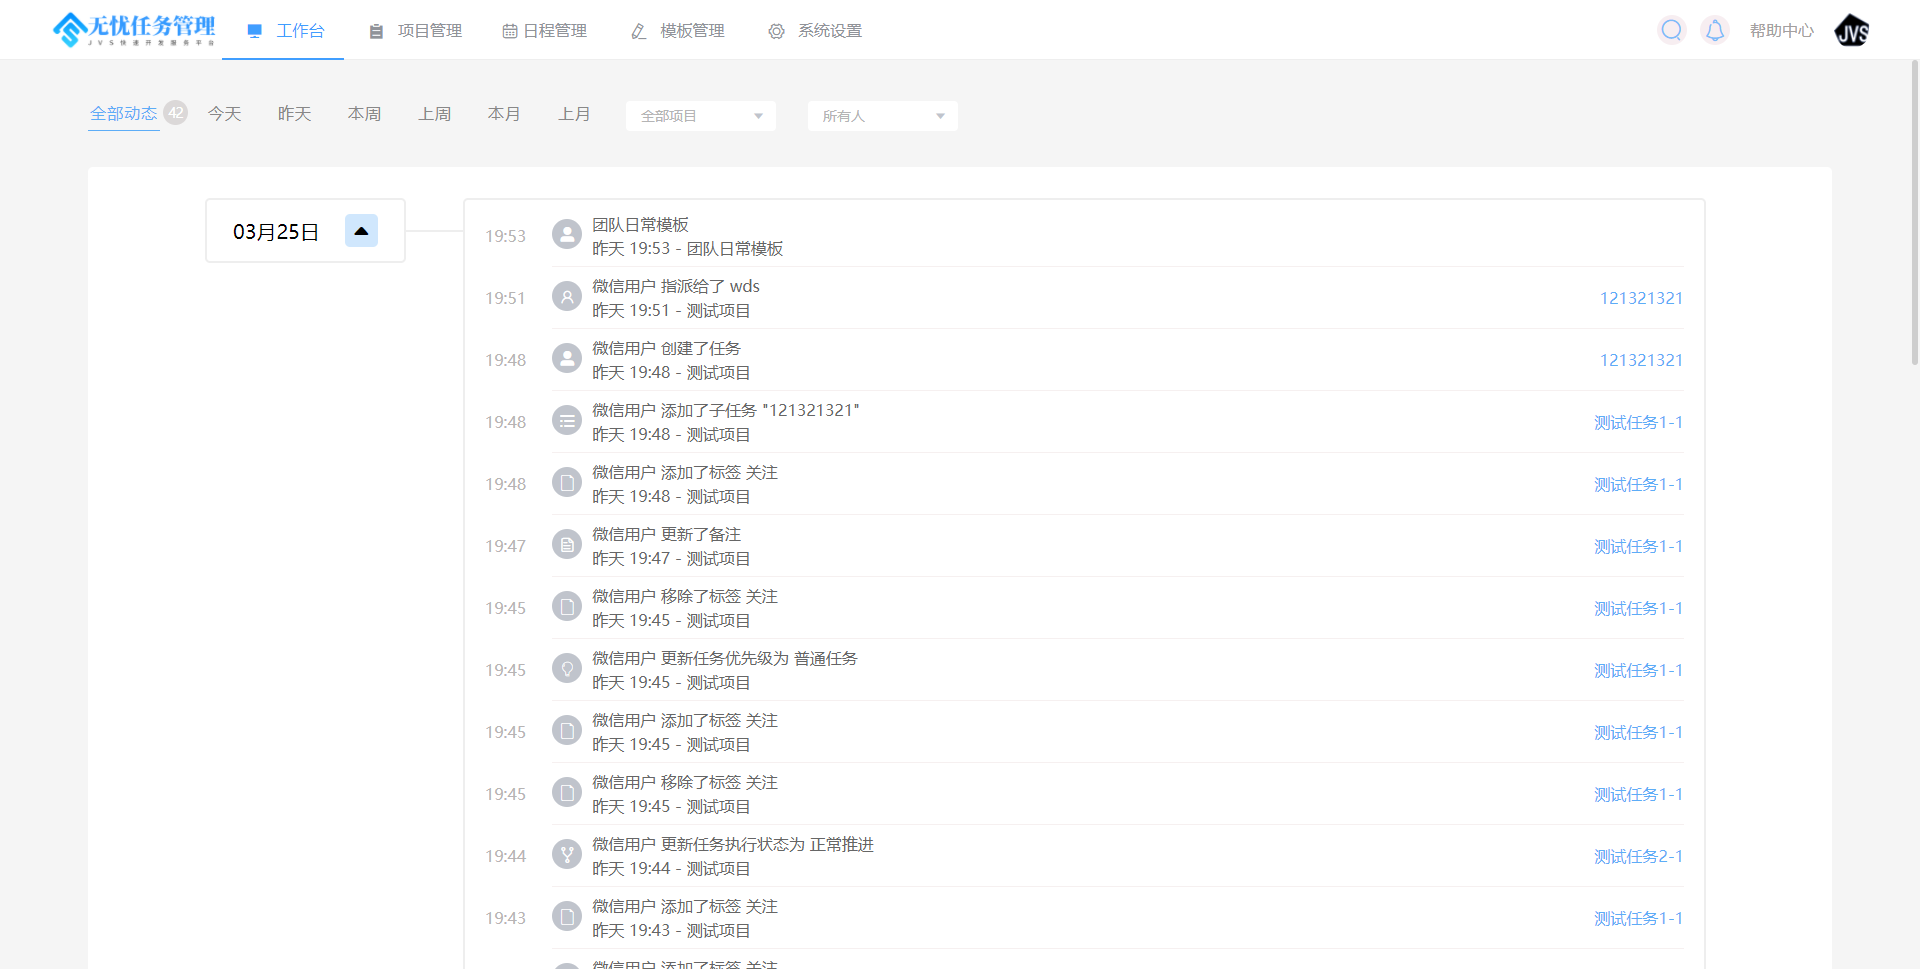 无忧任务管理
JVS快速开发服务平台
工作台
项目管理
日程管理
模板管理
系统设置
帮助中心
JVS
全部动态 42
今天
昨天
本周
上周
本月
上月
全部项目
所有人
03月25日
19:53
团队日常模板
昨天 19:53 - 团队日常模板
19:51
微信用户 指派给了 wds
昨天 19:51 - 测试项目
121321321
19:48
微信用户 创建了任务
昨天 19:48 - 测试项目
121321321
19:48
微信用户 添加了子任务 "121321321"
昨天 19:48 - 测试项目
测试任务1-1
19:48
微信用户 添加了标签 关注
昨天 19:48 - 测试项目
测试任务1-1
19:47
微信用户 更新了备注
昨天 19:47 - 测试项目
测试任务1-1
19:45
微信用户 移除了标签 关注
昨天 19:45 - 测试项目
测试任务1-1
19:45
微信用户 更新任务优先级为 普通任务
昨天 19:45 - 测试项目
测试任务1-1
19:45
微信用户 添加了标签 关注
昨天 19:45 - 测试项目
测试任务1-1
19:45
微信用户 移除了标签 关注
昨天 19:45 - 测试项目
测试任务1-1
19:44
微信用户 更新任务执行状态为 正常推进
昨天 19:44 - 测试项目
测试任务2-1
19:43
微信用户 添加了标签 关注
昨天 19:43 - 测试项目
测试任务1-1
微信用户 添加了标签 关注